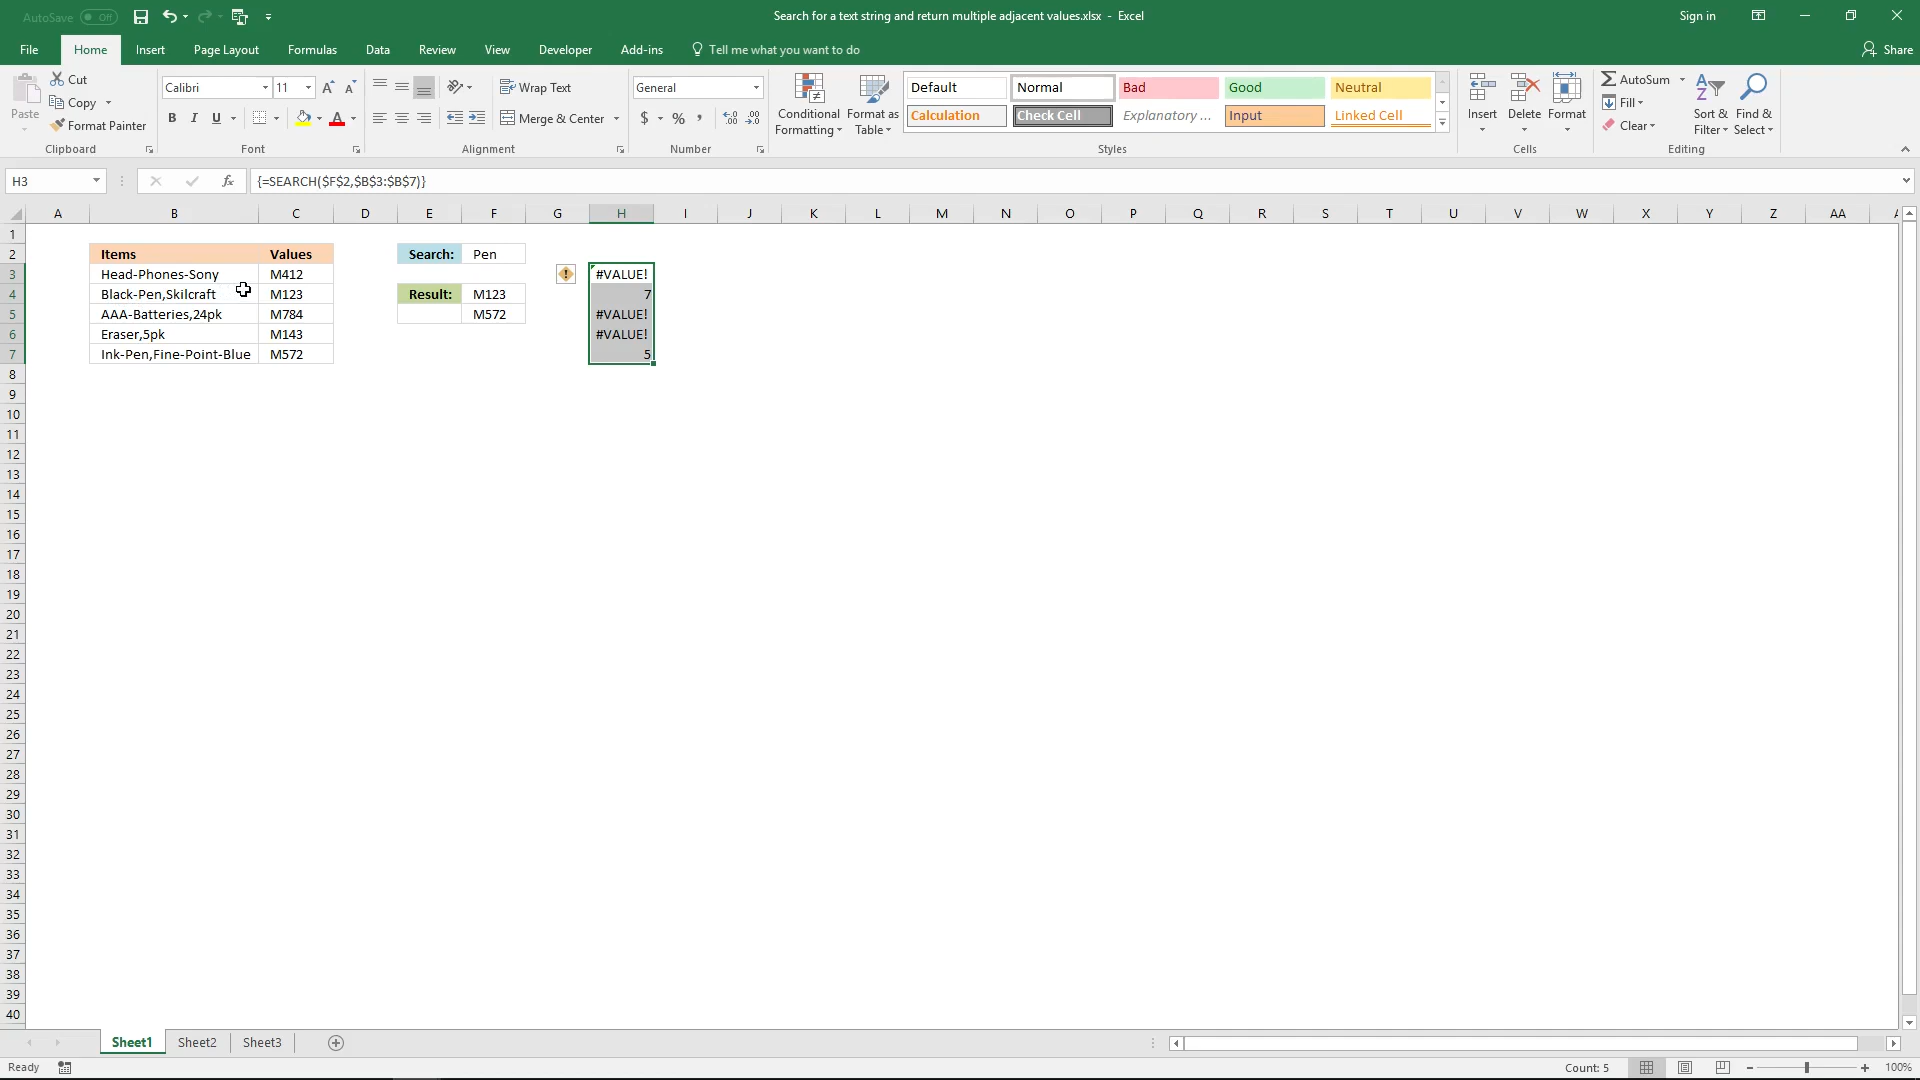 AutoSave Off
Search for a text string and return multiple adjacent values.xlsx - Excel
Sign in
File Home Insert Page Layout Formulas Data Review View Developer Add-ins Tell me what you want to do Share
Paste
Cut
Copy
Format Painter
Clipboard
Calibri 11
B I U
Font
Wrap Text
Merge & Center
Alignment
General
$ % ,
Number
Conditional Formatting
Format as Table
Default Normal Bad Good Neutral
Calculation Check Cell Explanatory ... Input Linked Cell
Styles
Insert Delete Format
Cells
AutoSum
Fill
Clear
Sort & Filter
Find & Select
Editing
H3 fx {=SEARCH($F$2,$B$3:$B$7)}
A B C D E F G H I J K L M N O P Q R S T U V W X Y Z AA
1
2 Items Values Search: Pen
3 Head-Phones-Sony M412 #VALUE!
4 Black-Pen,Skilcraft M123 Result: M123 7
5 AAA-Batteries,24pk M784 M572 #VALUE!
6 Eraser,5pk M143 #VALUE!
7 Ink-Pen,Fine-Point-Blue M572 5
8
9
10
11
12
13
14
15
16
17
18
19
20
21
22
23
24
25
26
27
28
29
30
31
32
33
34
35
36
37
38
39
40
Sheet1 Sheet2 Sheet3
Ready Count: 5 100%